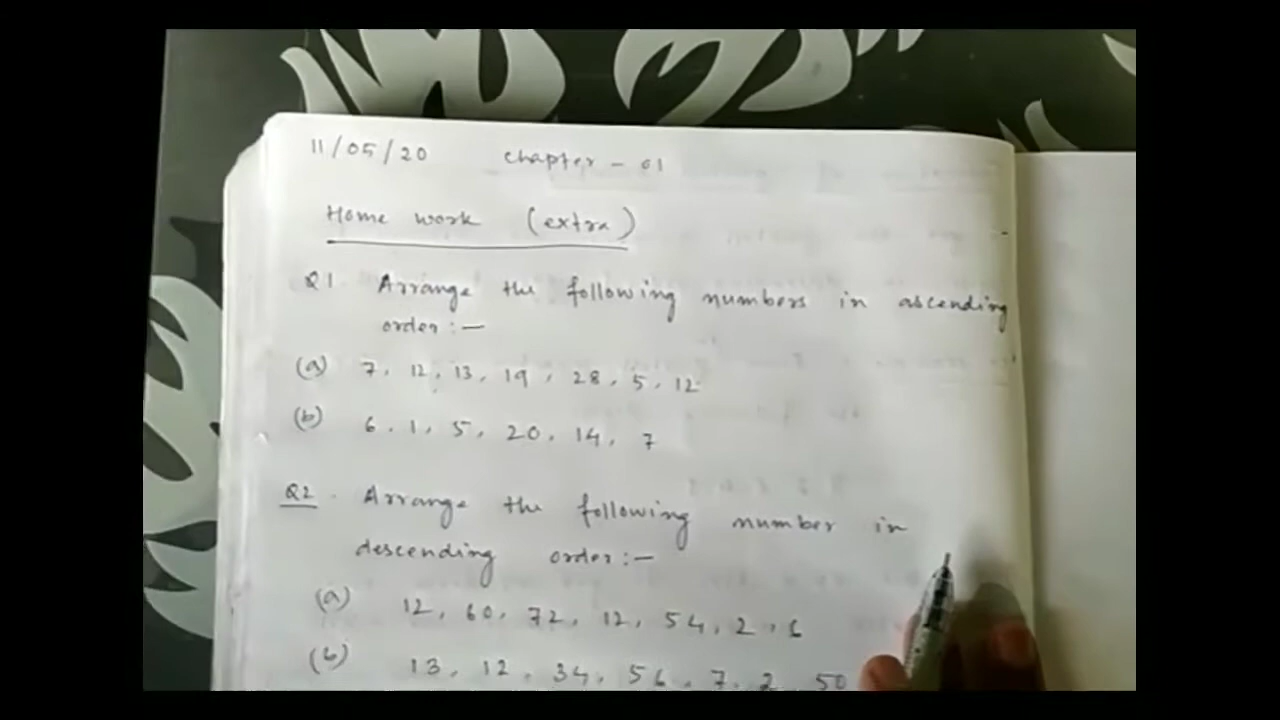 11/05/20 chapter - 01
Home work (extra)
Q1. Arrange the following numbers in ascending
order :-
(a) 7, 12, 13, 19, 28, 5, 12
(b) 6, 1, 5, 20, 14, 7
Q2. Arrange the following number in
descending order :-
(a) 12, 60, 72, 12, 54, 2, 6
(b) 13, 12, 34, 56, 7, 2, 50